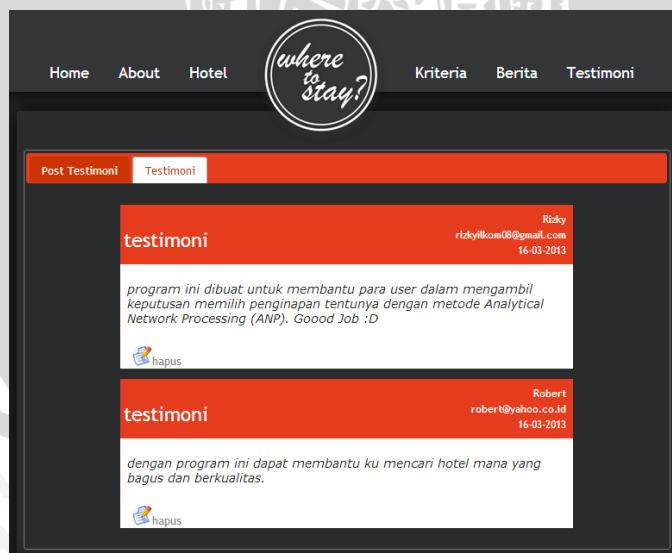 Home About Hotel
where
to
stay?
Kriteria Berita Testimoni
Post Testimoni Testimoni
testimoni
Rizky
rizkyilkom08@gmail.com
16-03-2013
program ini dibuat untuk membantu para user dalam mengambil
keputusan memilih penginapan tentunya dengan metode Analytical
Network Processing (ANP). Goood Job :D
hapus
testimoni
Robert
robert@yahoo.co.id
16-03-2013
dengan program ini dapat membantu ku mencari hotel mana yang
bagus dan berkualitas.
hapus